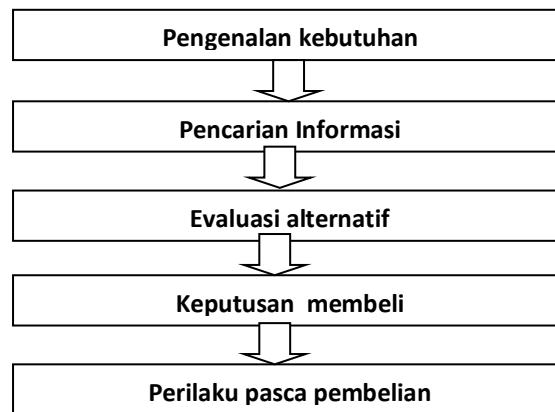 Pengenalan kebutuhan
Pencarian Informasi
Evaluasi alternatif
Keputusan membeli
Perilaku pasca pembelian